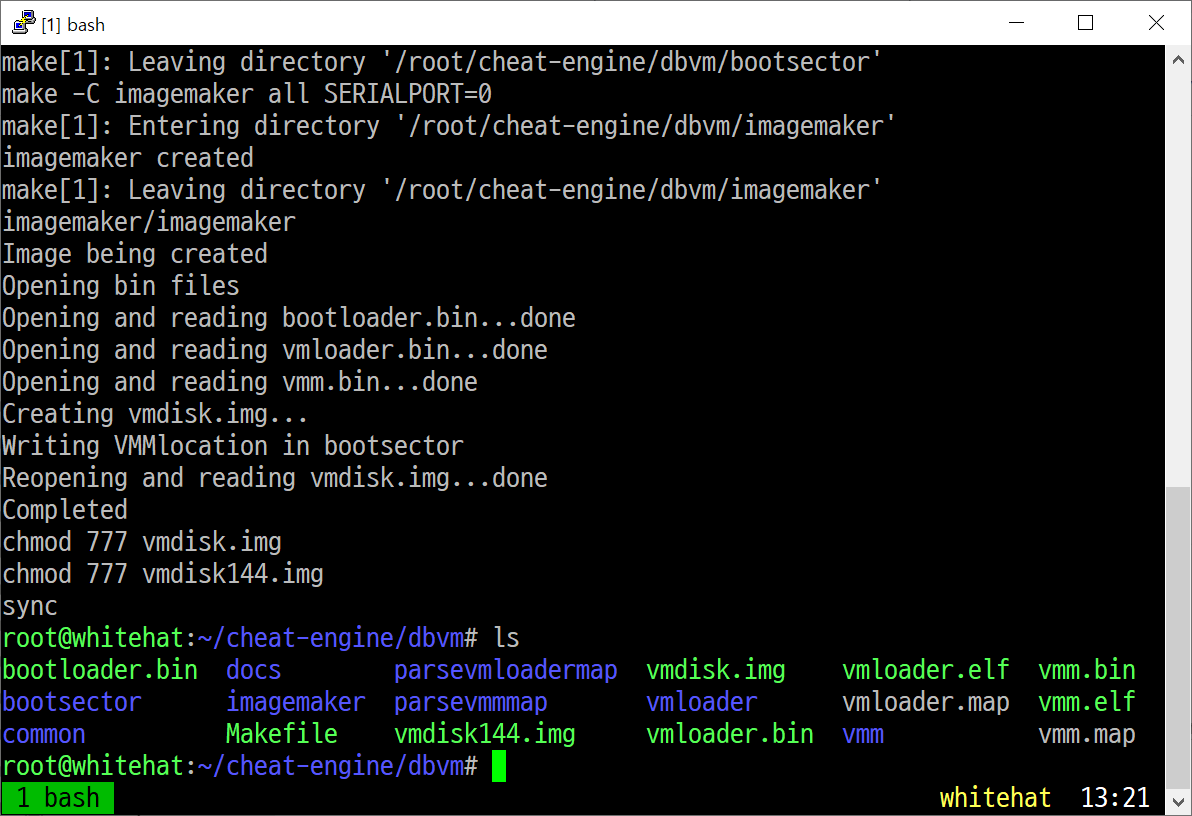 [1] bash
make[1]: Leaving directory '/root/cheat-engine/dbvm/bootsector'
make -C imagemaker all SERIALPORT=0
make[1]: Entering directory '/root/cheat-engine/dbvm/imagemaker'
imagemaker created
make[1]: Leaving directory '/root/cheat-engine/dbvm/imagemaker'
imagemaker/imagemaker
Image being created
Opening bin files
Opening and reading bootloader.bin...done
Opening and reading vmloader.bin...done
Opening and reading vmm.bin...done
Creating vmdisk.img...
Writing VMMlocation in bootsector
Reopening and reading vmdisk.img...done
Completed
chmod 777 vmdisk.img
chmod 777 vmdisk144.img
sync
root@whitehat:~/cheat-engine/dbvm# ls
bootloader.bin  docs        parsevmloadermap  vmdisk.img    vmloader.elf  vmm.bin
bootsector      imagemaker  parsevmmmap       vmloader      vmloader.map  vmm.elf
common          Makefile    vmdisk144.img     vmloader.bin  vmm           vmm.map
root@whitehat:~/cheat-engine/dbvm#
1 bash whitehat 13:21